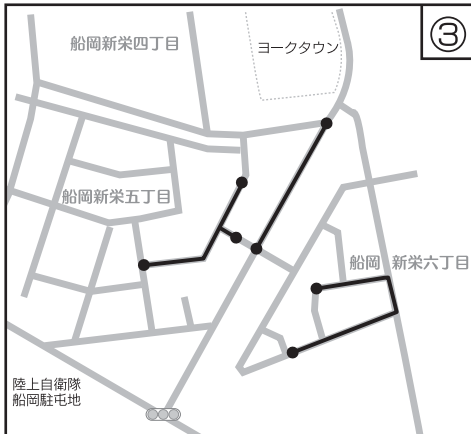 ③
船岡新栄四丁目
ヨークタウン
船岡新栄五丁目
船岡 新栄六丁目
陸上自衛隊
船岡駐屯地